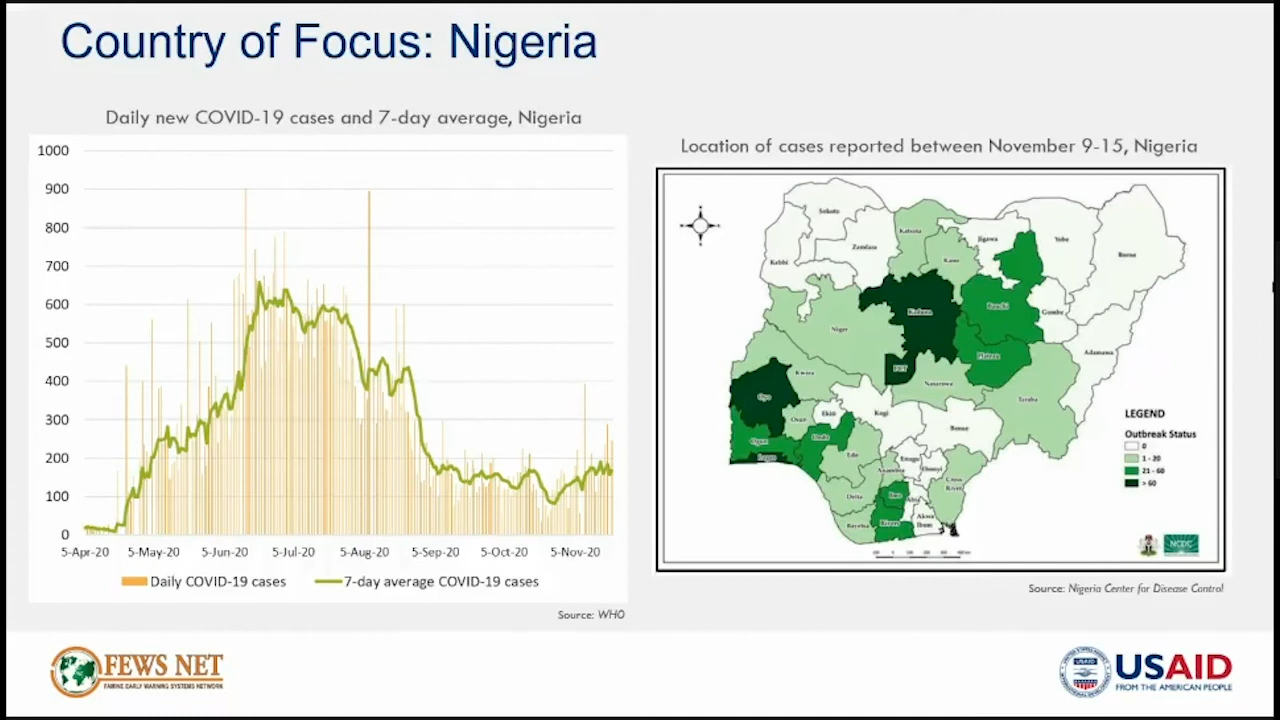 Country of Focus: Nigeria
Daily new COVID-19 cases and 7-day average, Nigeria
1000
900
800
700
600
500
400
300
200
100
0
5-Apr-20 5-May-20 5-Jun-20 5-Jul-20 5-Aug-20 5-Sep-20 5-Oct-20 5-Nov-20
Daily COVID-19 cases 7-day average COVID-19 cases
Source: WHO
Location of cases reported between November 9-15, Nigeria
Sokoto
Katsina
Jigawa
Yobe
Zamfara
Borno
Kebbi
Kano
Bauchi
Kaduna
Gombe
Niger
Plateau
Adamawa
FCT
Kwara
Nasarawa
Oyo
Taraba
Ekiti
Kogi
Osun
Benue
Ogun
Ondo
Lagos
Edo
Enugu
Anambra
Ebonyi
Cross
River
Delta
Imo
Abia
Akwa
Ibom
Rivers
Bayelsa
LEGEND
Outbreak Status
0
1 - 20
21 - 60
> 60
NCDC
Source: Nigeria Center for Disease Control
FEWS NET
FAMINE EARLY WARNING SYSTEMS NETWORK
USAID
USAID
FROM THE AMERICAN PEOPLE